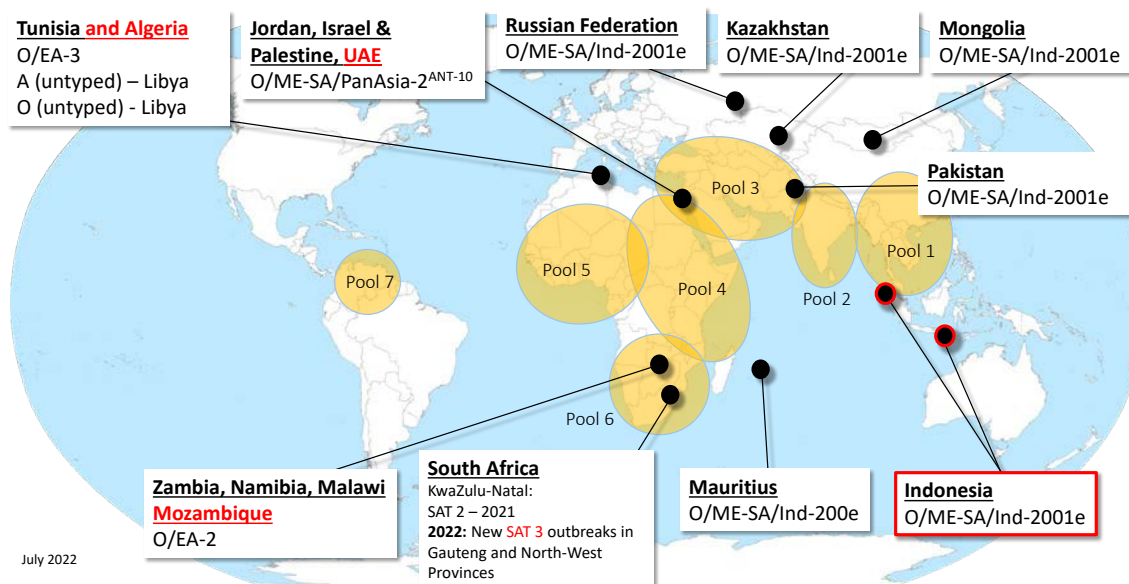 Tunisia and Algeria
O/EA-3
A (untyped) – Libya
O (untyped) - Libya
Jordan, Israel &
Palestine, UAE
O/ME-SA/PanAsia-2ANT-10
Russian Federation
O/ME-SA/Ind-2001e
Kazakhstan
O/ME-SA/Ind-2001e
Mongolia
O/ME-SA/Ind-2001e
Pakistan
O/ME-SA/Ind-2001e
Pool 3
Pool 1
Pool 5
Pool 4
Pool 7
Pool 2
Pool 6
Zambia, Namibia, Malawi
Mozambique
O/EA-2
South Africa
KwaZulu-Natal:
SAT 2 – 2021
2022: New SAT 3 outbreaks in
Gauteng and North-West
Provinces
Mauritius
O/ME-SA/Ind-200e
Indonesia
O/ME-SA/Ind-2001e
July 2022